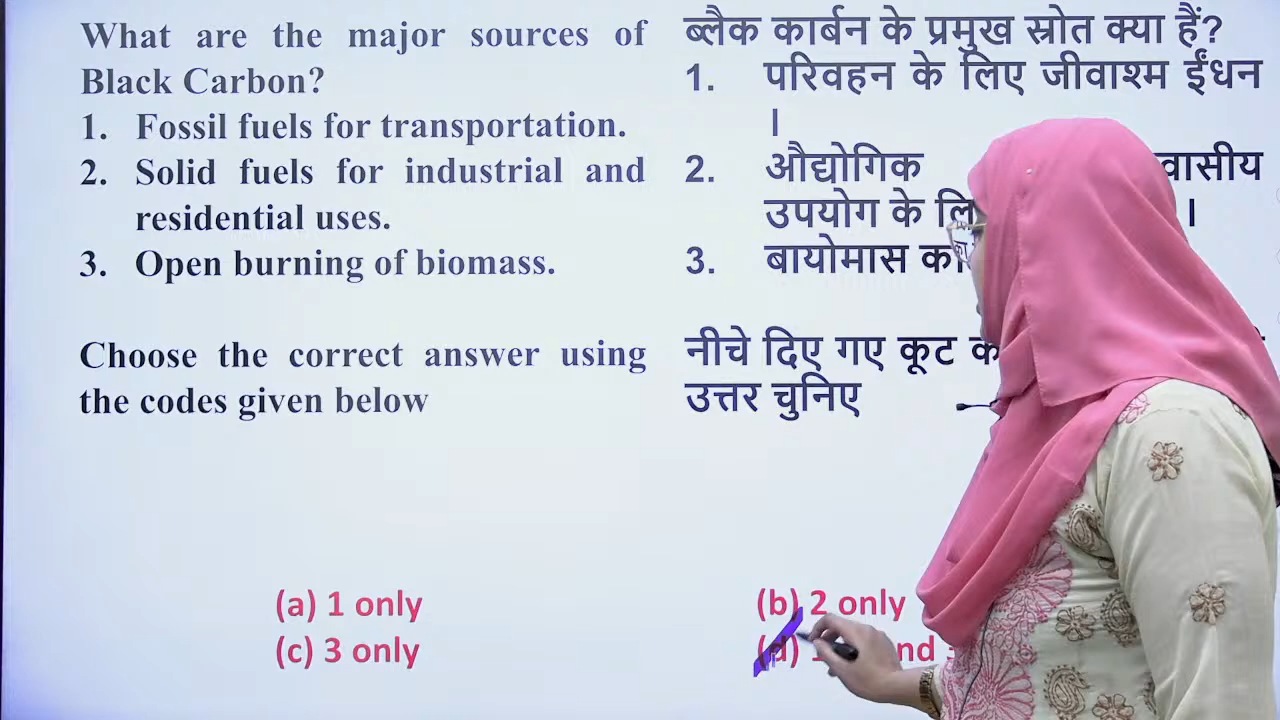 What are the major sources of
Black Carbon?
1. Fossil fuels for transportation.
2. Solid fuels for industrial and
residential uses.
3. Open burning of biomass.
Choose the correct answer using
the codes given below
ब्लैक कार्बन के प्रमुख स्रोत क्या हैं?
1. परिवहन के लिए जीवाश्म ईंधन
।
2. औद्योगिक
उपयोग के ।
3. बायोमास
नीचे दिए गए कूट
उत्तर चुनिए
(a) 1 only
(b) 2 only
(c) 3 only
(d) 1